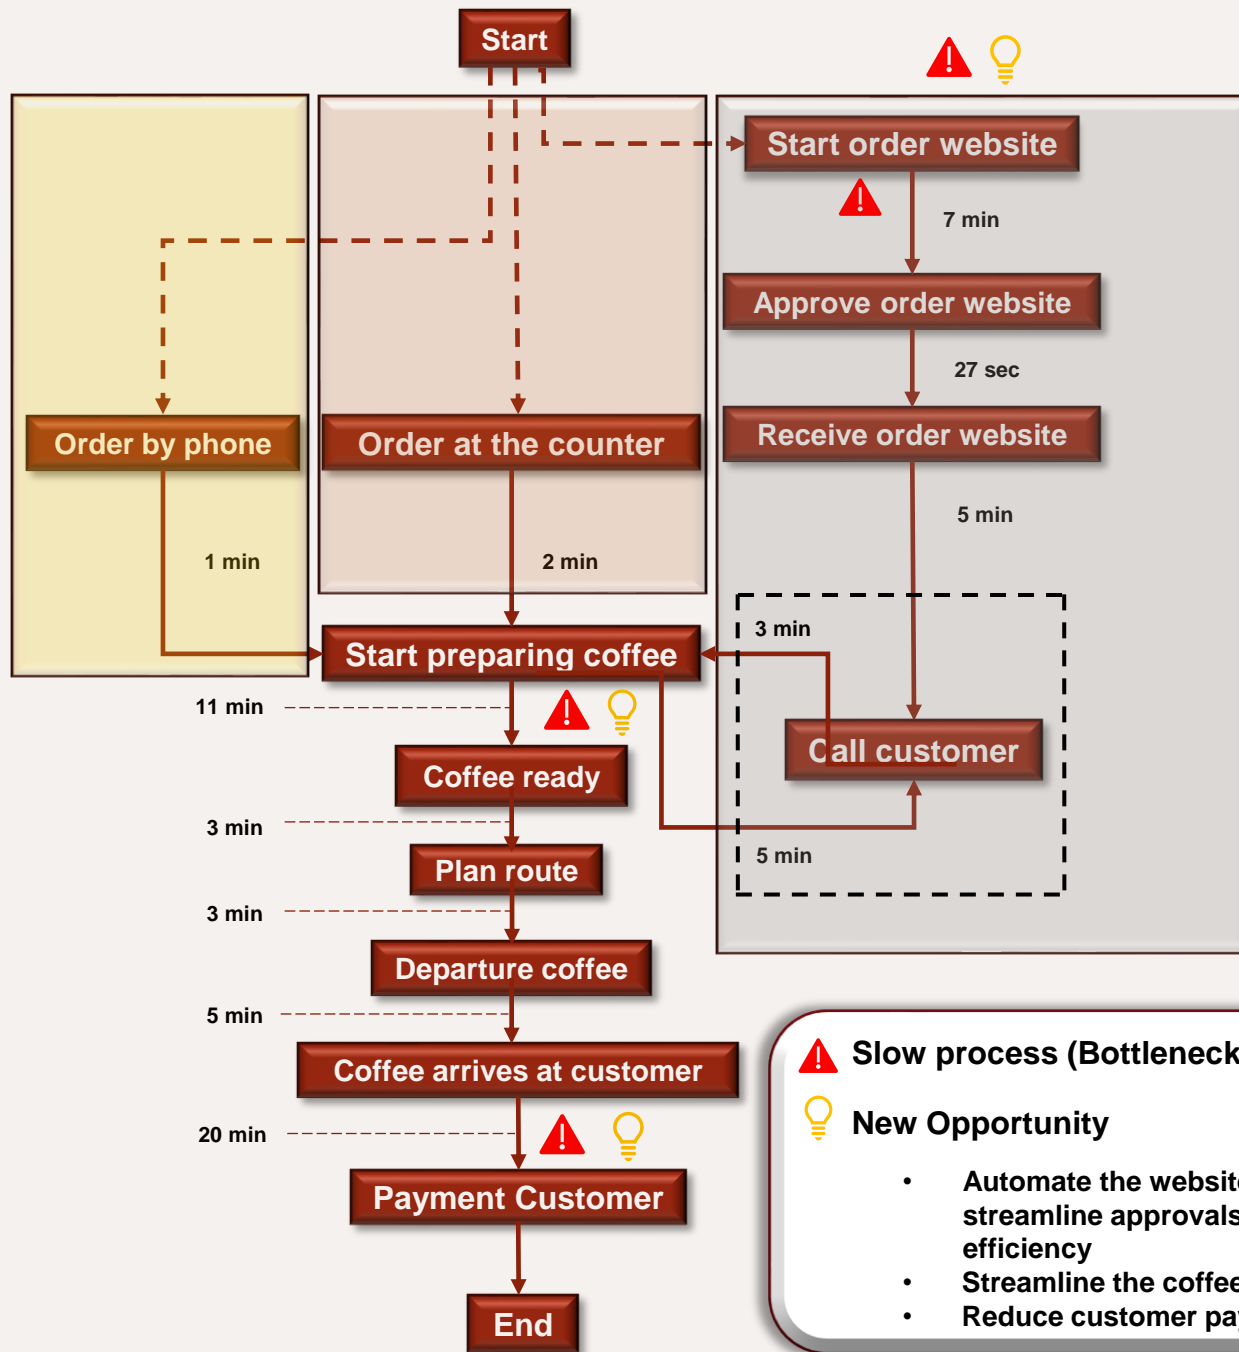 Start
Start order website
7 min
Approve order website
27 sec
Order by phone
Order at the counter
Receive order website
1 min
2 min
5 min
3 min
Start preparing coffee
11 min
Call customer
Coffee ready
3 min
5 min
Plan route
3 min
Departure coffee
5 min
Coffee arrives at customer
20 min
Payment Customer
End
Slow process (Bottleneck
New Opportunity
• Automate the website
streamline approvals
efficiency
• Streamline the coffee
• Reduce customer pay